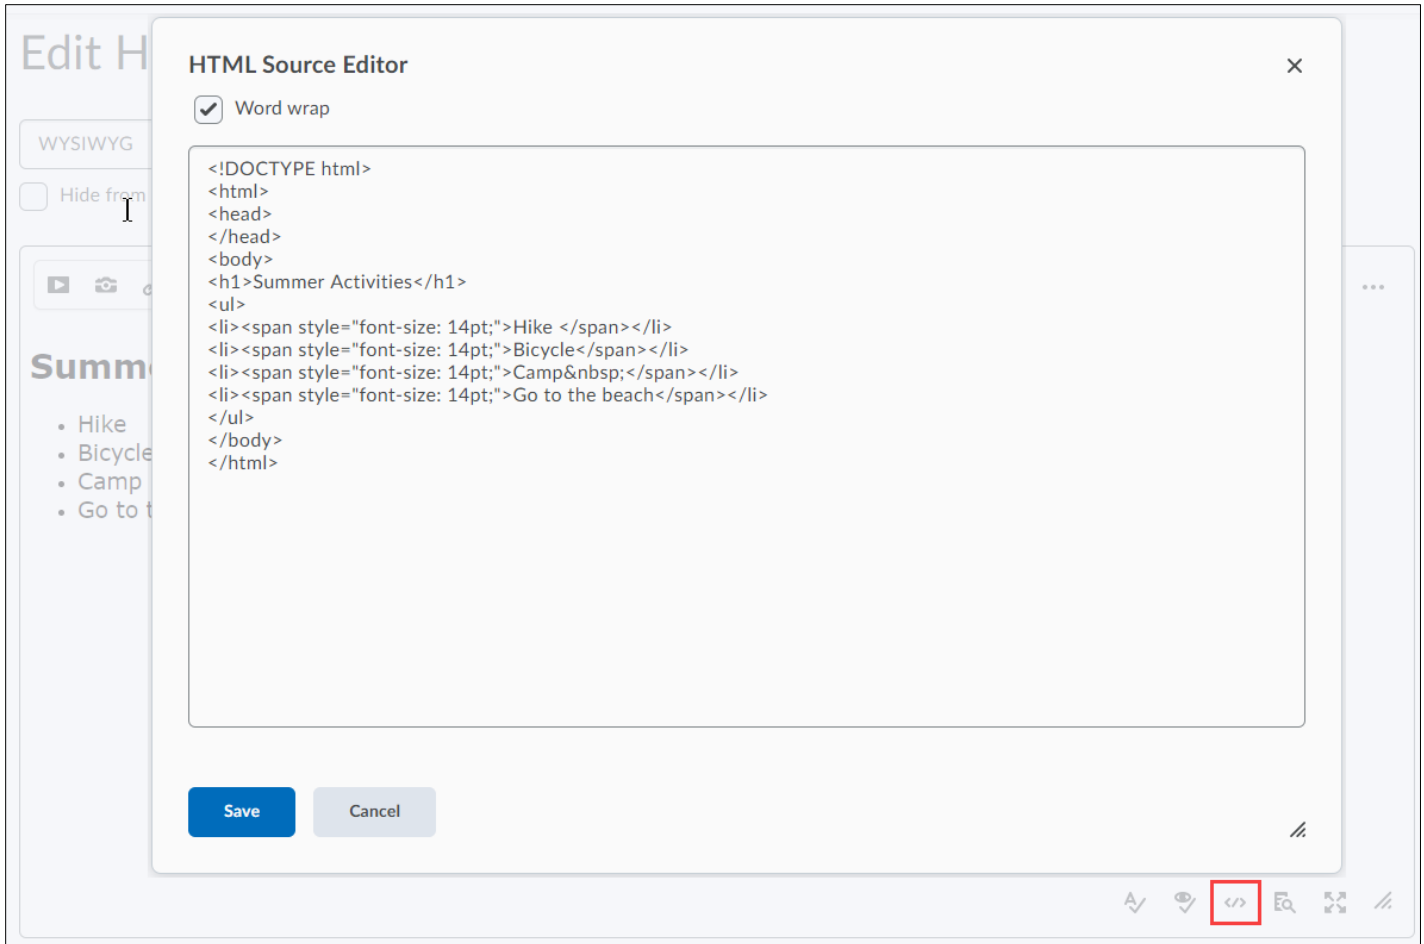 Edit H
HTML Source Editor
Word wrap
WYSIWYG
Hide from
<!DOCTYPE html>
<html>
<head>
</head>
<body>
<h1>Summer Activities</h1>
<ul>
<li><span style="font-size: 14pt;">Hike </span></li>
<li><span style="font-size: 14pt;">Bicycle</span></li>
<li><span style="font-size: 14pt;">Camp&nbsp;</span></li>
<li><span style="font-size: 14pt;">Go to the beach</span></li>
</ul>
</body>
</html>
Summe
• Hike
• Bicycle
• Camp
• Go to t
Save
Cancel